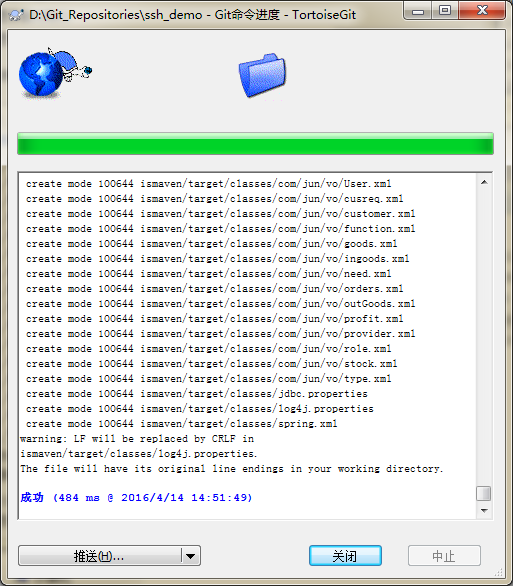 D:\Git_Repositories\ssh_demo - Git命令进度 - TortoiseGit
create mode 100644 ismaven/target/classes/com/jun/vo/User.xml
create mode 100644 ismaven/target/classes/com/jun/vo/cusreq.xml
create mode 100644 ismaven/target/classes/com/jun/vo/customer.xml
create mode 100644 ismaven/target/classes/com/jun/vo/function.xml
create mode 100644 ismaven/target/classes/com/jun/vo/goods.xml
create mode 100644 ismaven/target/classes/com/jun/vo/ingoods.xml
create mode 100644 ismaven/target/classes/com/jun/vo/need.xml
create mode 100644 ismaven/target/classes/com/jun/vo/orders.xml
create mode 100644 ismaven/target/classes/com/jun/vo/outGoods.xml
create mode 100644 ismaven/target/classes/com/jun/vo/profit.xml
create mode 100644 ismaven/target/classes/com/jun/vo/provider.xml
create mode 100644 ismaven/target/classes/com/jun/vo/role.xml
create mode 100644 ismaven/target/classes/com/jun/vo/stock.xml
create mode 100644 ismaven/target/classes/com/jun/vo/type.xml
create mode 100644 ismaven/target/classes/jdbc.properties
create mode 100644 ismaven/target/classes/log4j.properties
create mode 100644 ismaven/target/classes/spring.xml
warning: LF will be replaced by CRLF in
ismaven/target/classes/log4j.properties.
The file will have its original line endings in your working directory.
成功 (484 ms @ 2016/4/14 14:51:49)
推送(H)...
关闭
中止